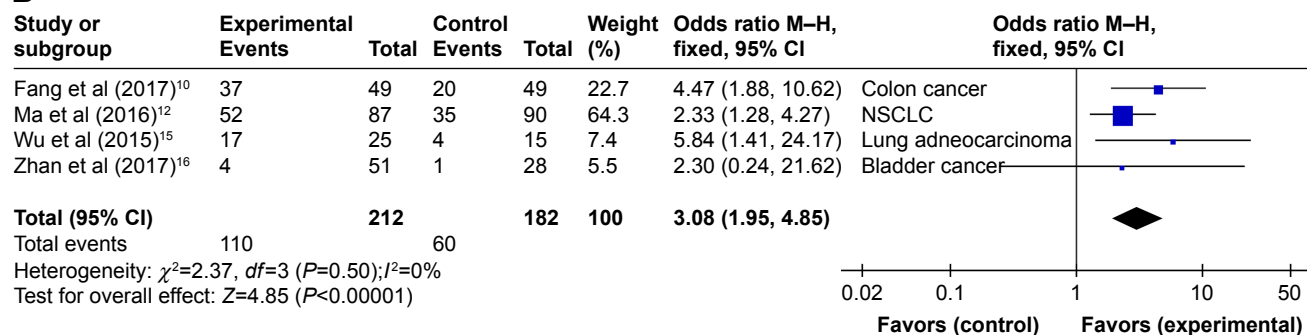 Study or subgroup Experimental Events Total Control Events Total Weight (%) Odds ratio M–H, fixed, 95% CI Odds ratio M–H, fixed, 95% CI
Fang et al (2017)10 37 49 20 49 22.7 4.47 (1.88, 10.62) Colon cancer
Ma et al (2016)12 52 87 35 90 64.3 2.33 (1.28, 4.27) NSCLC
Wu et al (2015)15 17 25 4 15 7.4 5.84 (1.41, 24.17) Lung adneocarcinoma
Zhan et al (2017)16 4 51 1 28 5.5 2.30 (0.24, 21.62) Bladder cancer
Total (95% CI) 212 182 100 3.08 (1.95, 4.85)
Total events 110 60
Heterogeneity: χ²=2.37, df=3 (P=0.50);I²=0%
Test for overall effect: Z=4.85 (P<0.00001)
0.02 0.1 1 10 50
Favors (control) Favors (experimental)